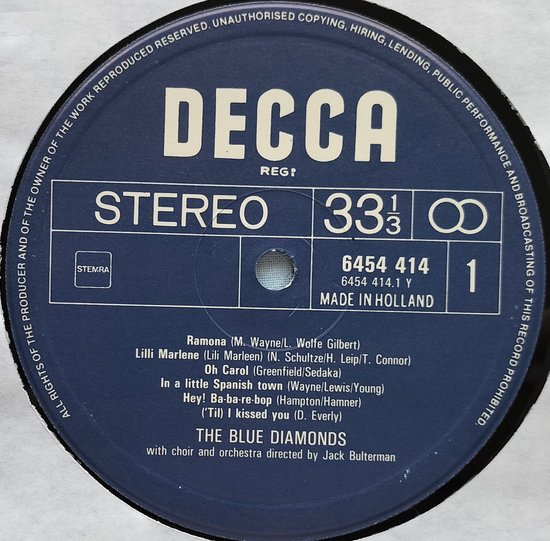 ALL RIGHTS OF THE PRODUCER AND OF THE OWNER OF THE WORK REPRODUCED RESERVED. UNAUTHORISED COPYING, HIRING, LENDING, PUBLIC PERFORMANCE AND BROADCASTING OF THIS RECORD PROHIBITED.
DECCA
REG!
STEREO
33 1/3
STEMRA
6454 414
6454 414.1 Y
MADE IN HOLLAND
1
Ramona (M. Wayne/L. Wolfe Gilbert)
Lilli Marlene (Lili Marleen) (N. Schultze/H. Leip/T. Connor)
Oh Carol (Greenfield/Sedaka)
In a little Spanish town (Wayne/Lewis/Young)
Hey! Ba-ba-re-bop (Hampton/Hamner)
('Til) I kissed you (D. Everly)
THE BLUE DIAMONDS
with choir and orchestra directed by Jack Bulterman